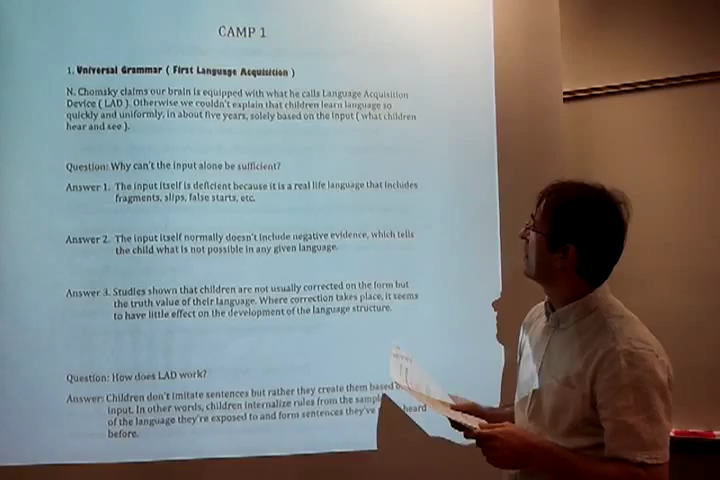 CAMP 1
1. Universal Grammar ( First Language Acquisition )
N. Chomsky claims our brain is equipped with what he calls Language Acquisition
Device ( LAD ). Otherwise we couldn't explain that children learn language so
quickly and uniformly, in about five years, solely based on the input ( what children
hear and see ).
Question: Why can't the input alone be sufficient?
Answer 1. The input itself is deficient because it is a real life language that includes
fragments, slips, false starts, etc.
Answer 2. The input itself normally doesn't include negative evidence, which tells
the child what is not possible in any given language.
Answer 3. Studies shown that children are not usually corrected on the form but
the truth value of their language. Where correction takes place, it seems
to have little effect on the development of the language structure.
Question: How does LAD work?
Answer: Children don't imitate sentences but rather they create them based
input. In other words, children internalize rules from the sampl
of the language they're exposed to and form sentences they've heard
before.